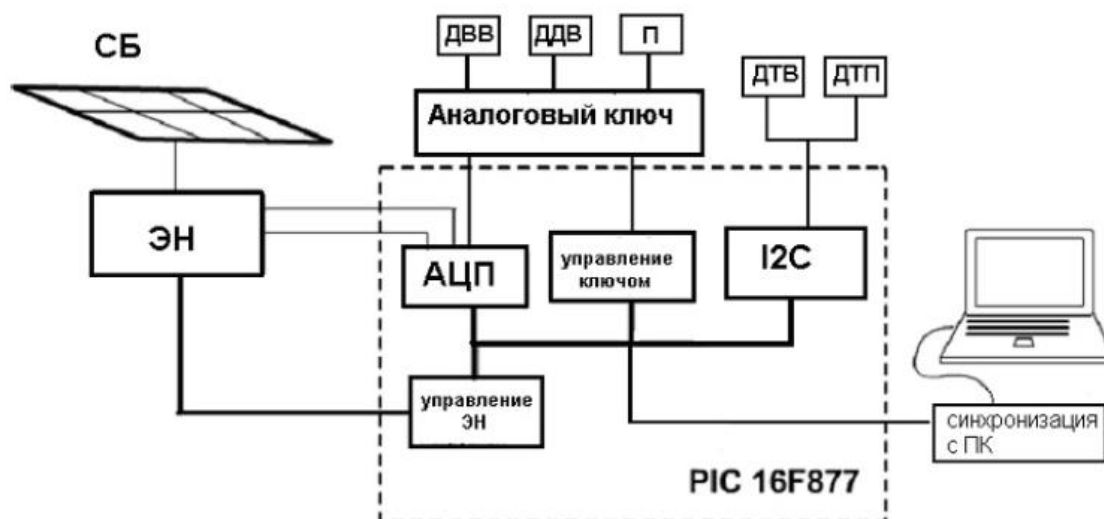 СБ
ДВВ
ДДВ
П
ДТВ
ДТП
Аналоговый ключ
ЭН
АЦП
управление
ключом
I2C
управление
ЭН
синхронизация
с ПК
PIC 16F877